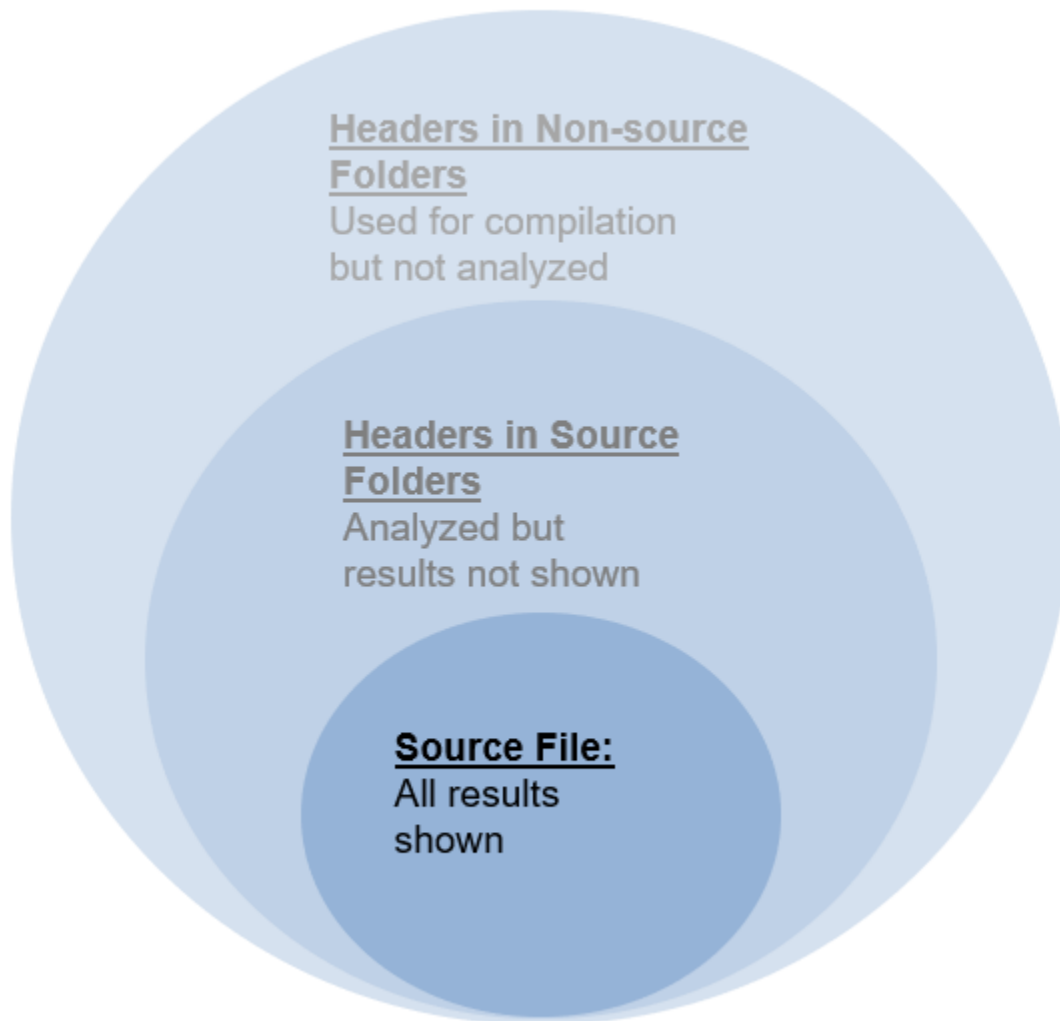 Headers in Non-source
Folders
Used for compilation
but not analyzed
Headers in Source
Folders
Analyzed but
results not shown
Source File:
All results
shown